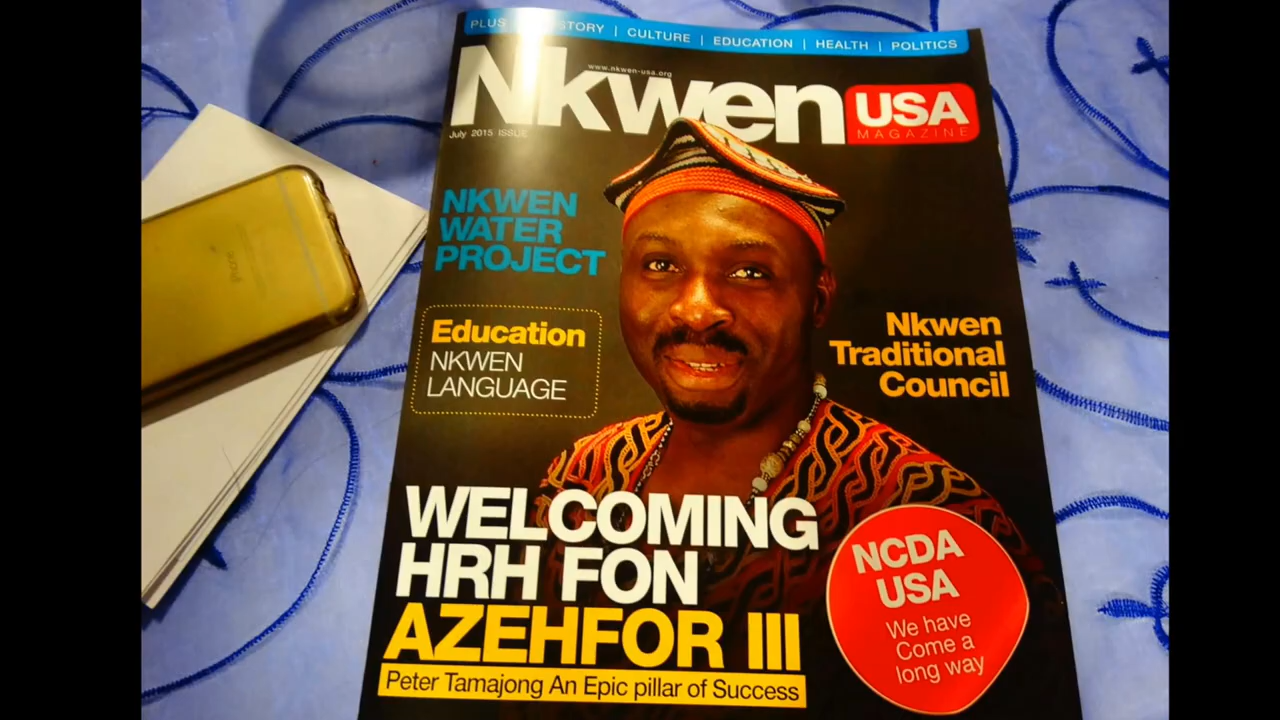 PLUS STORY | CULTURE | EDUCATION | HEALTH | POLITICS
www.nkwen-usa.org
Nkwen USA
MAGAZINE
July 2015 ISSUE
NKWEN
WATER
PROJECT
Education
NKWEN
LANGUAGE
Nkwen
Traditional
Council
WELCOMING
HRH FON
AZEHFOR III
Peter Tamajong An Epic pillar of Success
NCDA
USA
We have
Come a
long way
iPhone